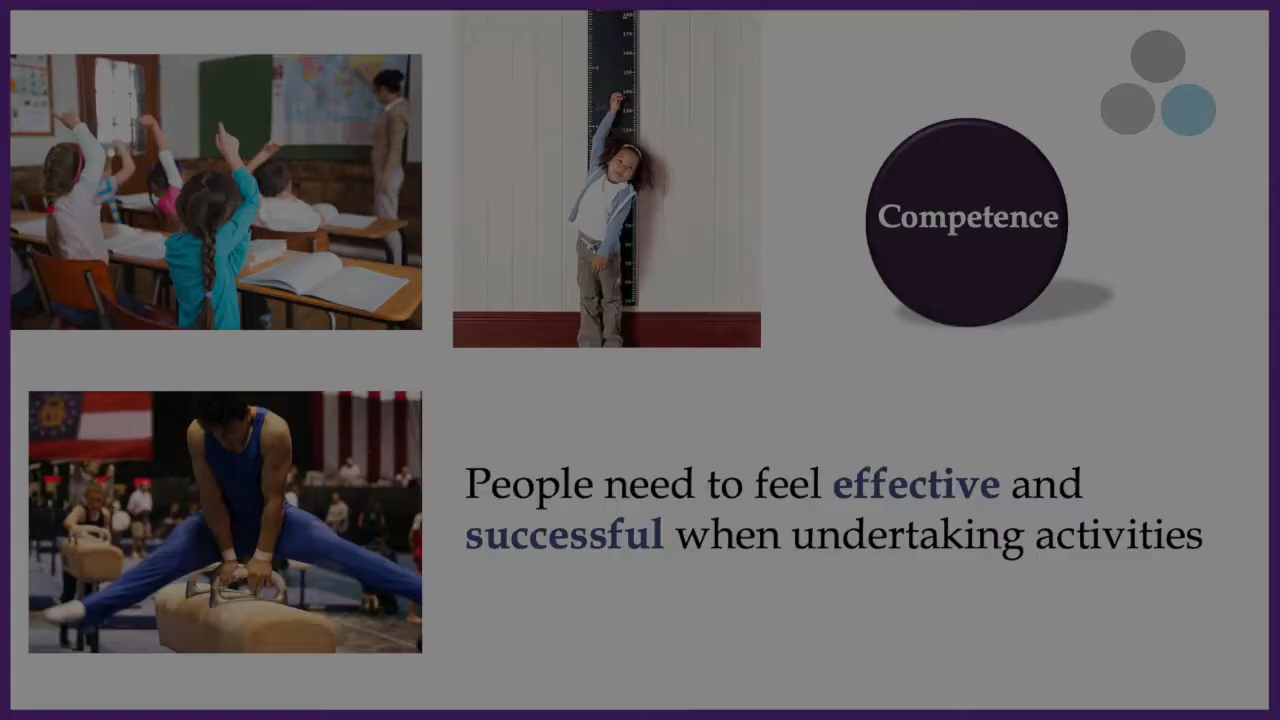 Competence
People need to feel effective and
successful when undertaking activities